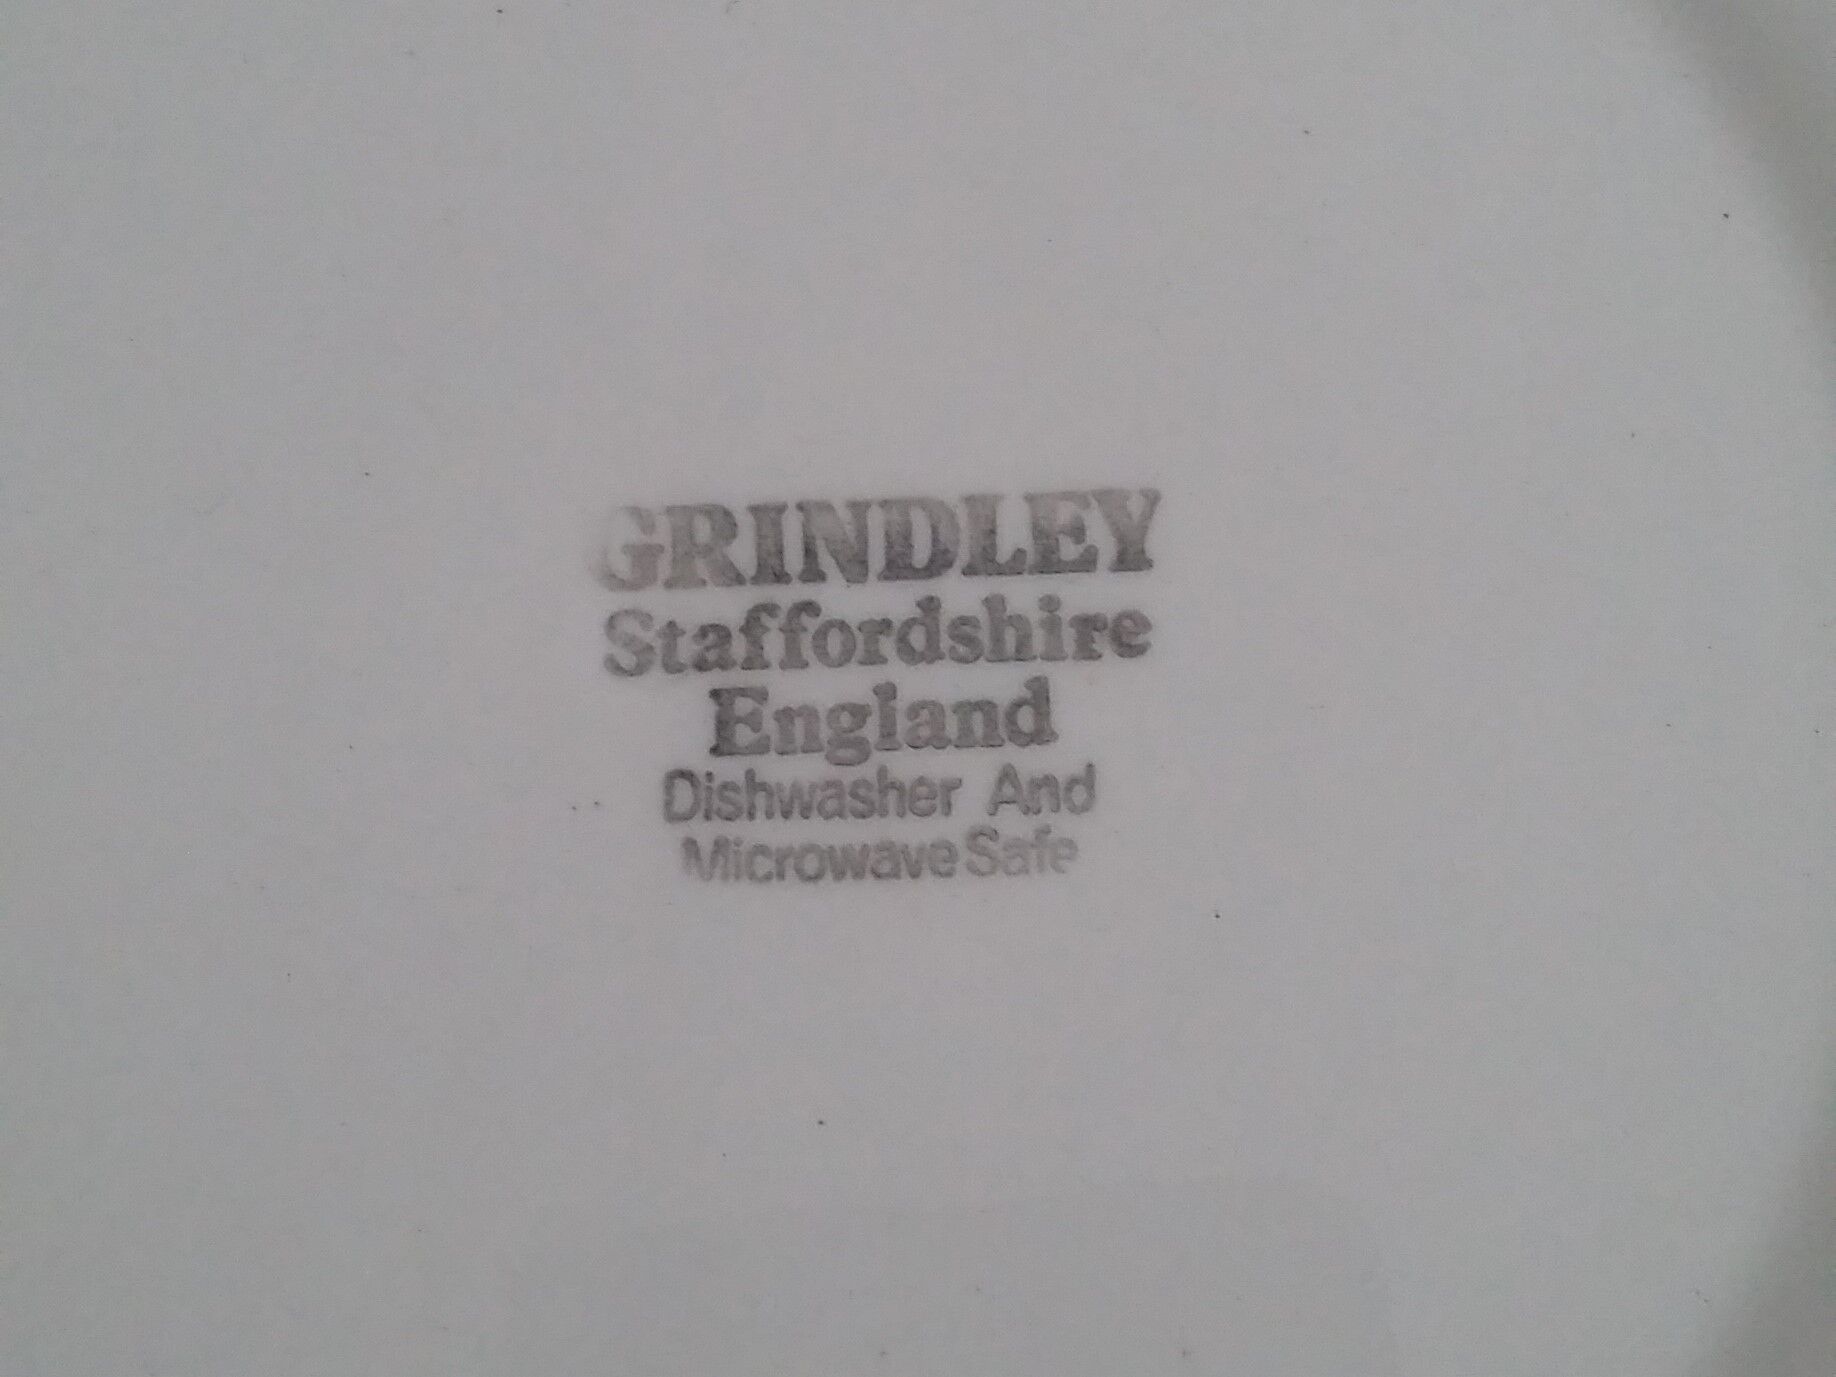 GRINDLEY
Staffordshire
England
Dishwasher And
Microwave Safe